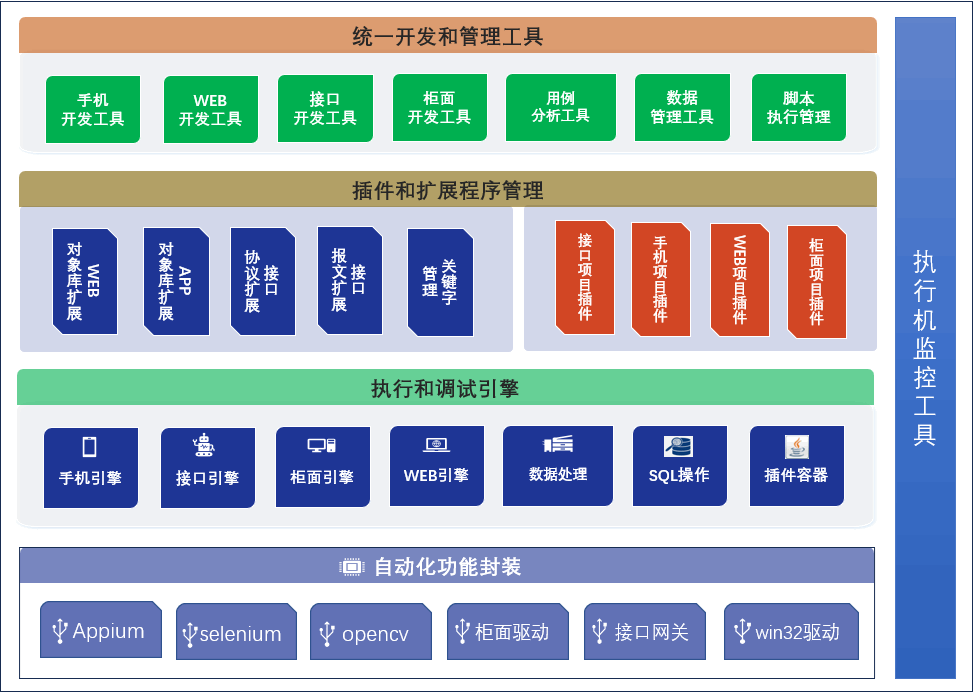 统一开发和管理工具
手机
开发工具
WEB
开发工具
接口
开发工具
柜面
开发工具
用例
分析工具
数据
管理工具
脚本
执行管理
插件和扩展程序管理
WEB
对象库扩展
APP
对象库扩展
接口
协议扩展
接口
报文扩展
关键字
管理
接口项目插件
手机项目插件
WEB项目插件
柜面项目插件
执行和调试引擎
手机引擎
接口引擎
柜面引擎
WEB引擎
数据处理
SQL操作
插件容器
自动化功能封装
Appium
selenium
opencv
柜面驱动
接口网关
win32驱动
执行机监控工具